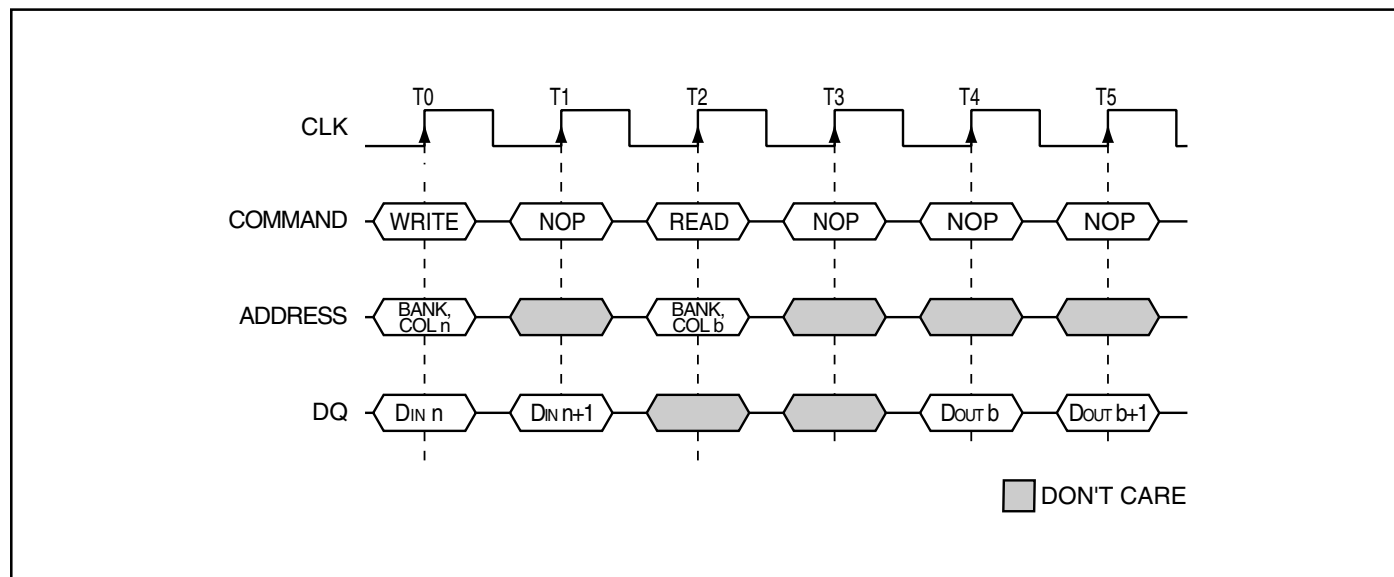 T0 T1 T2 T3 T4 T5
CLK
COMMAND WRITE NOP READ NOP NOP NOP
ADDRESS BANK, COL n BANK, COL b
DQ DIN n DIN n+1 DOUT b DOUT b+1
DON'T CARE